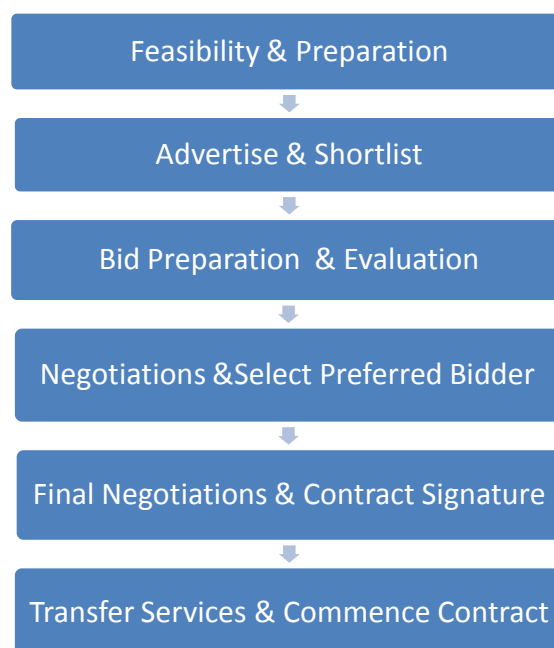 Feasibility & Preparation
Advertise & Shortlist
Bid Preparation & Evaluation
Negotiations &Select Preferred Bidder
Final Negotiations & Contract Signature
Transfer Services & Commence Contract